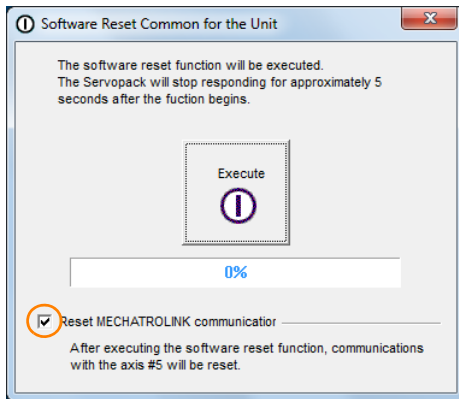 Software Reset Common for the Unit
The software reset function will be executed.
The Servopack will stop responding for approximately 5
seconds after the fuction begins.
Execute
0%
Reset MECHATROLINK communicatior
After executing the software reset function, communications
with the axis #5 will be reset.